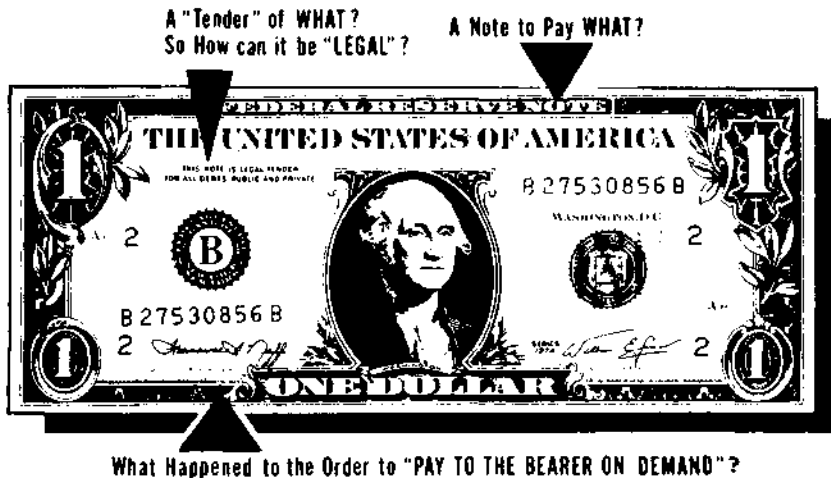 A "Tender" of WHAT?
So How can it be "LEGAL"?
A Note to Pay WHAT?
FEDERAL RESERVE NOTE
THE UNITED STATES OF AMERICA
1
1
THIS NOTE IS LEGAL TENDER
FOR ALL DEBTS, PUBLIC AND PRIVATE
B 27530856 B
WASHINGTON, D.C.
2
B
2
B 27530856 B
2
SERIES
1974
2
1
ONE DOLLAR
1
What Happened to the Order to "PAY TO THE BEARER ON DEMAND"?